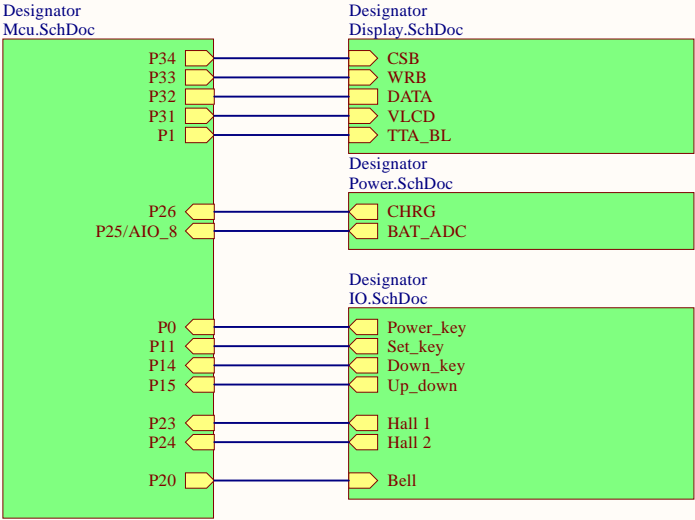 Designator
Mcu.SchDoc
P34
P33
P32
P31
P1
P26
P25/AIO_8
P0
P11
P14
P15
P23
P24
P20
Designator
Display.SchDoc
CSB
WRB
DATA
VLCD
TTA_BL
Designator
Power.SchDoc
CHRG
BAT_ADC
Designator
IO.SchDoc
Power_key
Set_key
Down_key
Up_down
Hall 1
Hall 2
Bell